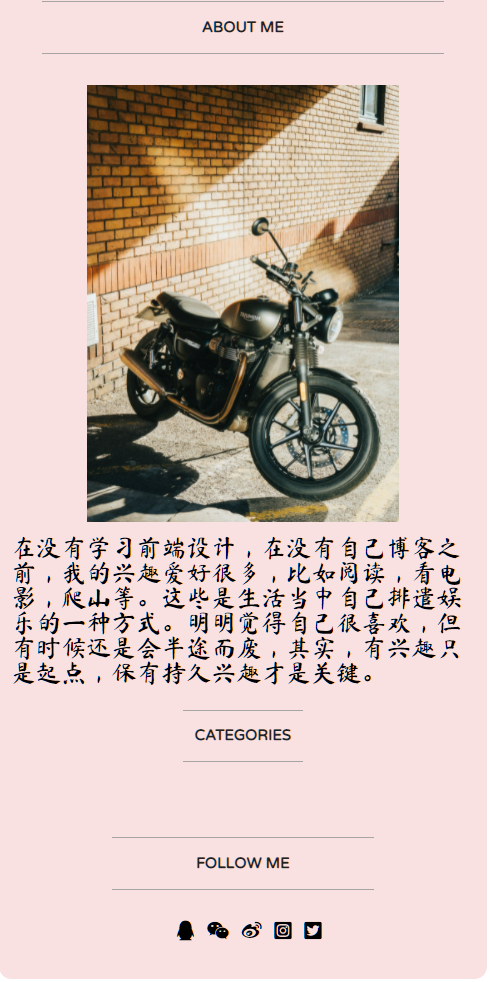 ABOUT ME
TRIUMPH
在没有学习前端设计，在没有自己博客之
前，我的兴趣爱好很多，比如阅读，看电
影，爬山等。这些是生活当中自己排遣娱
乐的一种方式。明明觉得自己很喜欢，但
有时候还是会半途而废，其实，有兴趣只
是起点，保有持久兴趣才是关键。
CATEGORIES
FOLLOW ME